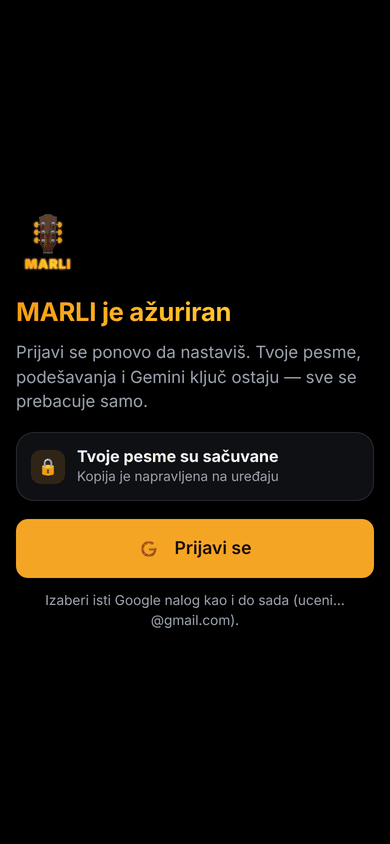 MARLI
MARLI je ažuriran
Prijavi se ponovo da nastaviš. Tvoje pesme,
podešavanja i Gemini ključ ostaju — sve se
prebacuje samo.
Tvoje pesme su sačuvane
Kopija je napravljena na uređaju
G Prijavi se
Izaberi isti Google nalog kao i do sada (uceni…
@gmail.com).